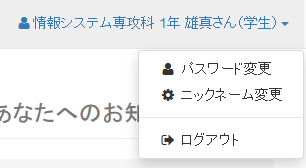 情報システム専攻科 1年 雄真さん（学生）
パスワード変更
ニックネーム変更
あなたへのお知
ログアウト